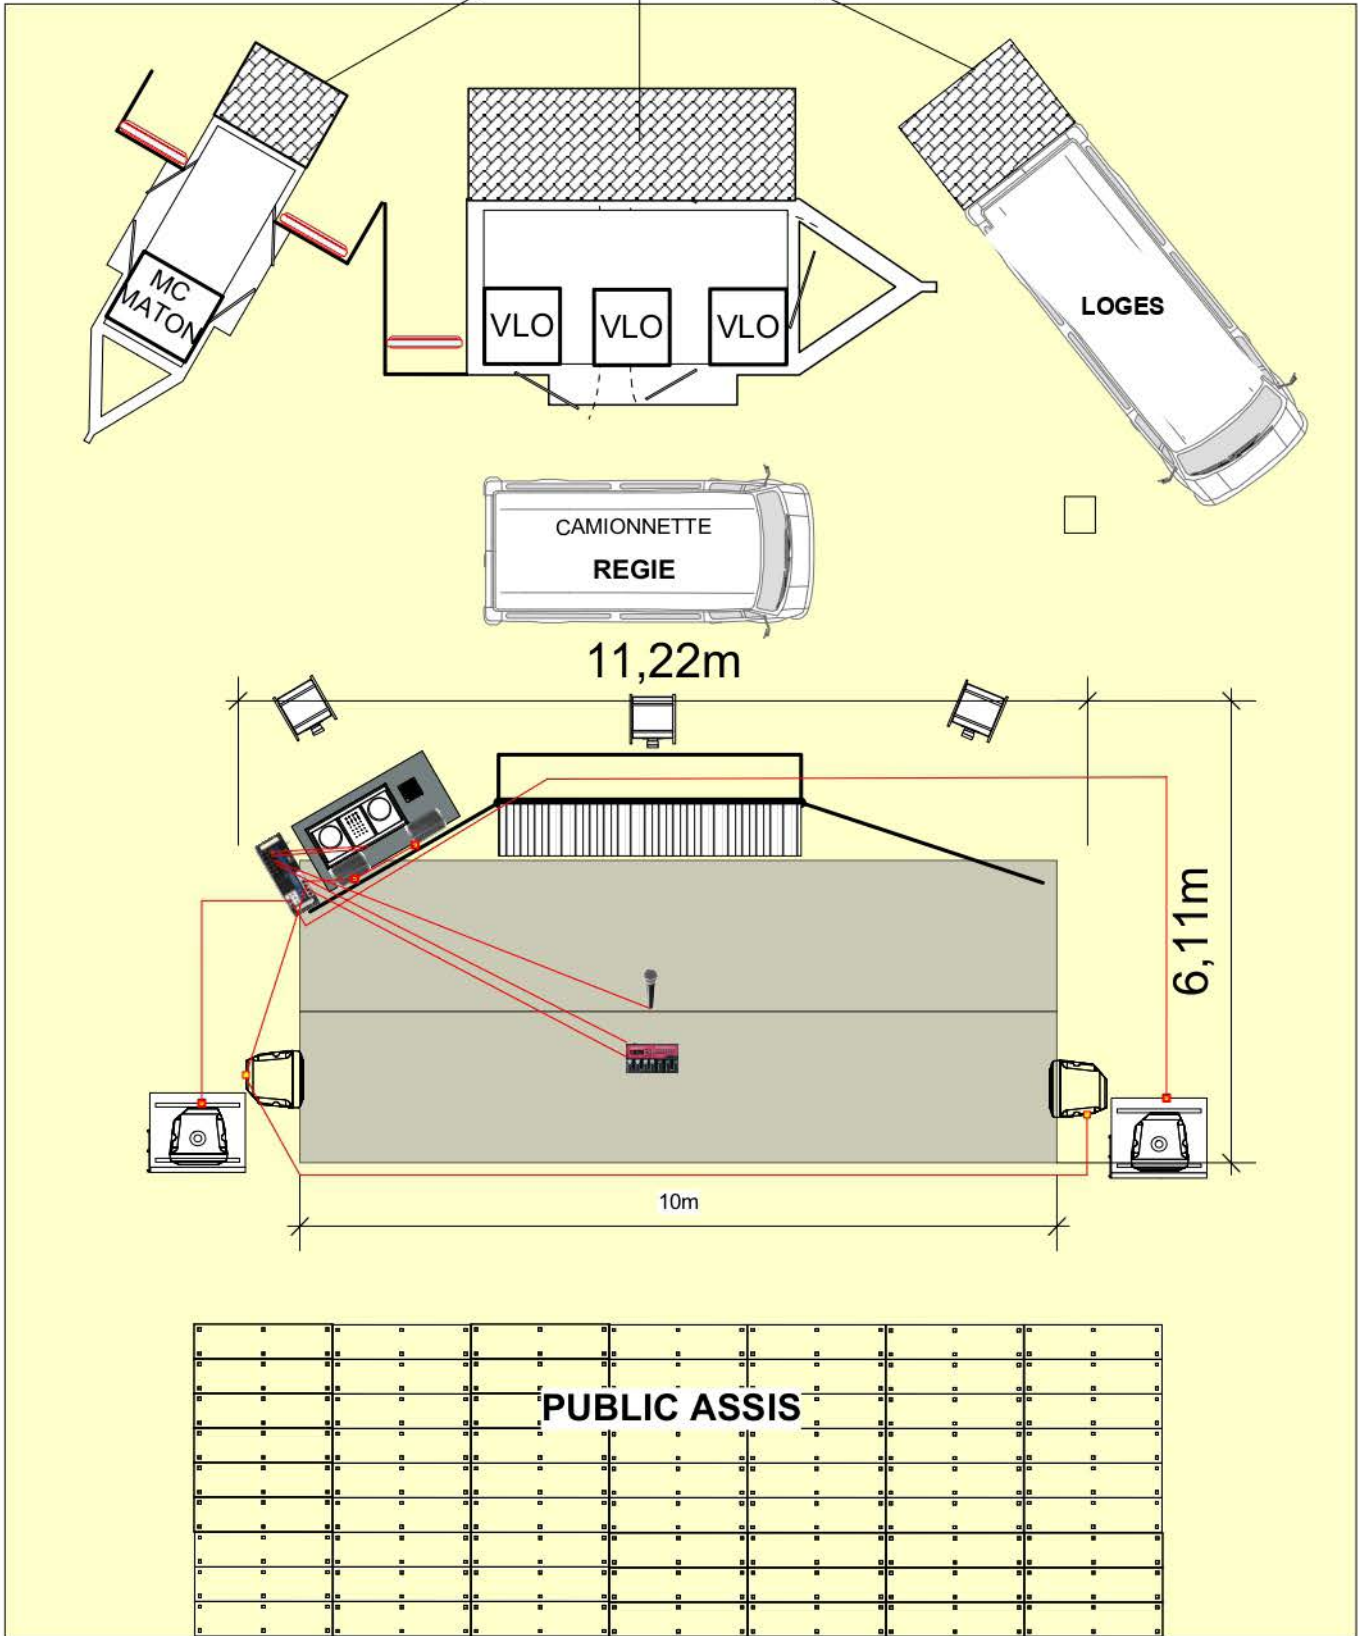 MC
MATON
VLO
VLO
VLO
LOGES
CAMIONNETTE
REGIE
11,22m
6,11m
10m
PUBLIC ASSIS